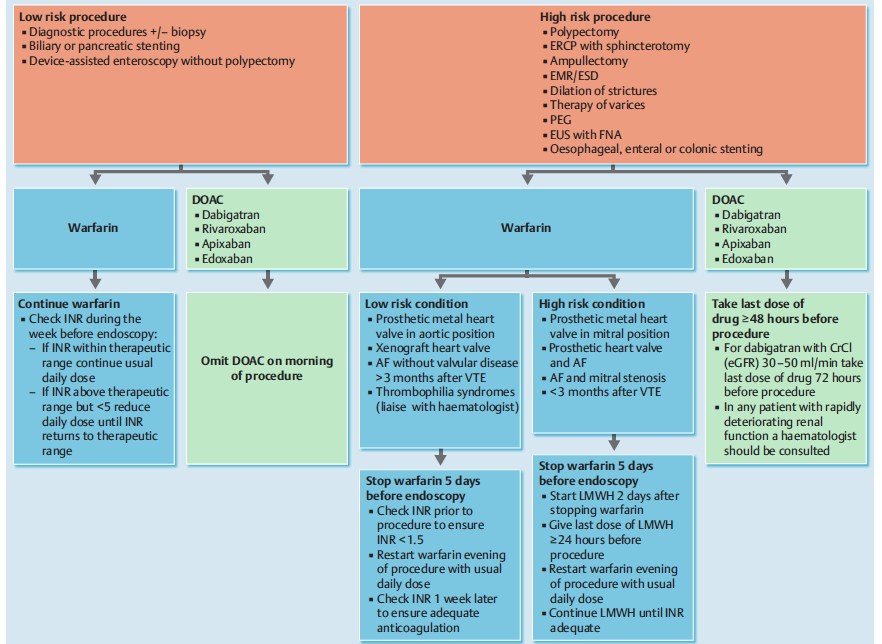 Low risk procedure
▪ Diagnostic procedures +/− biopsy
▪ Biliary or pancreatic stenting
▪ Device-assisted enteroscopy without polypectomy
High risk procedure
▪ Polypectomy
▪ ERCP with sphincterotomy
▪ Ampullectomy
▪ EMR/ESD
▪ Dilation of strictures
▪ Therapy of varices
▪ PEG
▪ EUS with FNA
▪ Oesophageal, enteral or colonic stenting
Warfarin
DOAC
▪ Dabigatran
▪ Rivaroxaban
▪ Apixaban
▪ Edoxaban
Warfarin
DOAC
▪ Dabigatran
▪ Rivaroxaban
▪ Apixaban
▪ Edoxaban
Continue warfarin
▪ Check INR during the
week before endoscopy:
− If INR within therapeutic
range continue usual
daily dose
− If INR above therapeutic
range but <5 reduce
daily dose until INR
returns to therapeutic
range
Omit DOAC on morning
of procedure
Low risk condition
▪ Prosthetic metal heart
valve in aortic position
▪ Xenograft heart valve
▪ AF without valvular disease
>3 months after VTE
▪ Thrombophilia syndromes
(liaise with haematologist)
High risk condition
▪ Prosthetic metal heart
valve in mitral position
▪ Prosthetic heart valve
and AF
▪ AF and mitral stenosis
▪ <3 months after VTE
Take last dose of
drug ≥48 hours before
procedure
▪ For dabigatran with CrCl
(eGFR) 30–50 ml/min take
last dose of drug 72 hours
before procedure
▪ In any patient with rapidly
deteriorating renal
function a haematologist
should be consulted
Stop warfarin 5 days
before endoscopy
▪ Check INR prior to
procedure to ensure
INR <1.5
▪ Restart warfarin evening
of procedure with usual
daily dose
▪ Check INR 1 week later
to ensure adequate
anticoagulation
Stop warfarin 5 days
before endoscopy
▪ Start LMWH 2 days after
stopping warfarin
▪ Give last dose of LMWH
≥24 hours before
procedure
▪ Restart warfarin evening
of procedure with usual
daily dose
▪ Continue LMWH until INR
adequate